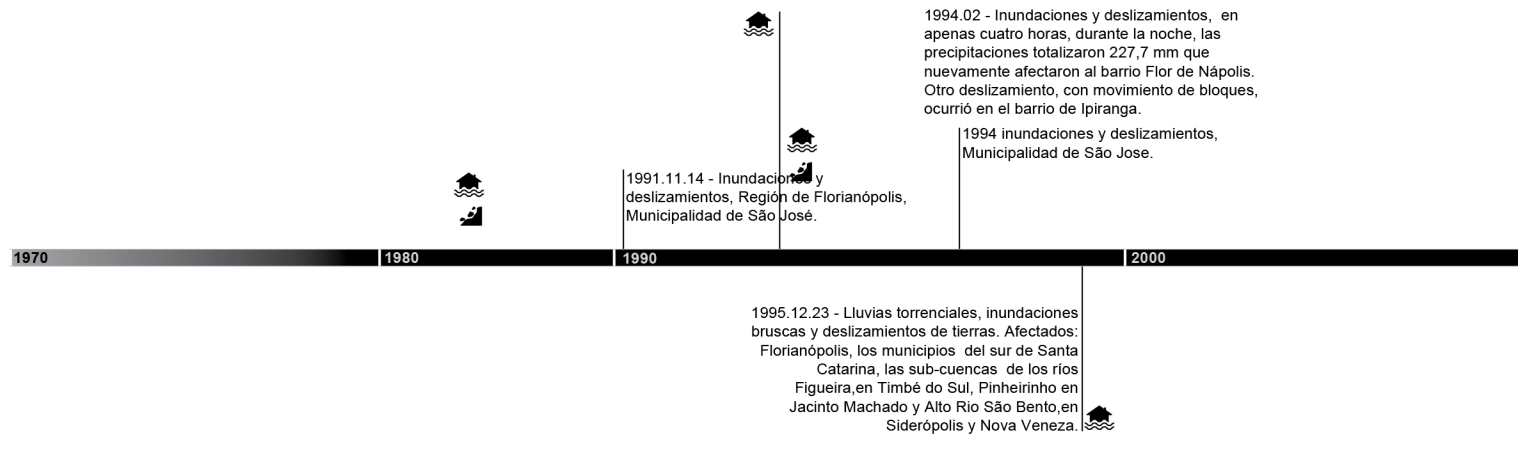 1994.02 - Inundaciones y deslizamientos, en
apenas cuatro horas, durante la noche, las
precipitaciones totalizaron 227,7 mm que
nuevamente afectaron al barrio Flor de Nápolis.
Otro deslizamiento, con movimiento de bloques,
ocurrió en el barrio de Ipiranga.
1994 inundaciones y deslizamientos,
Municipalidad de São Jose.
1991.11.14 - Inundaciones y
deslizamientos, Región de Florianópolis,
Municipalidad de São José.
1970
1980
1990
2000
1995.12.23 - Lluvias torrenciales, inundaciones
bruscas y deslizamientos de tierras. Afectados:
Florianópolis, los municipios del sur de Santa
Catarina, las sub-cuencas de los ríos
Figueira,en Timbé do Sul, Pinheirinho en
Jacinto Machado y Alto Rio São Bento,en
Siderópolis y Nova Veneza.